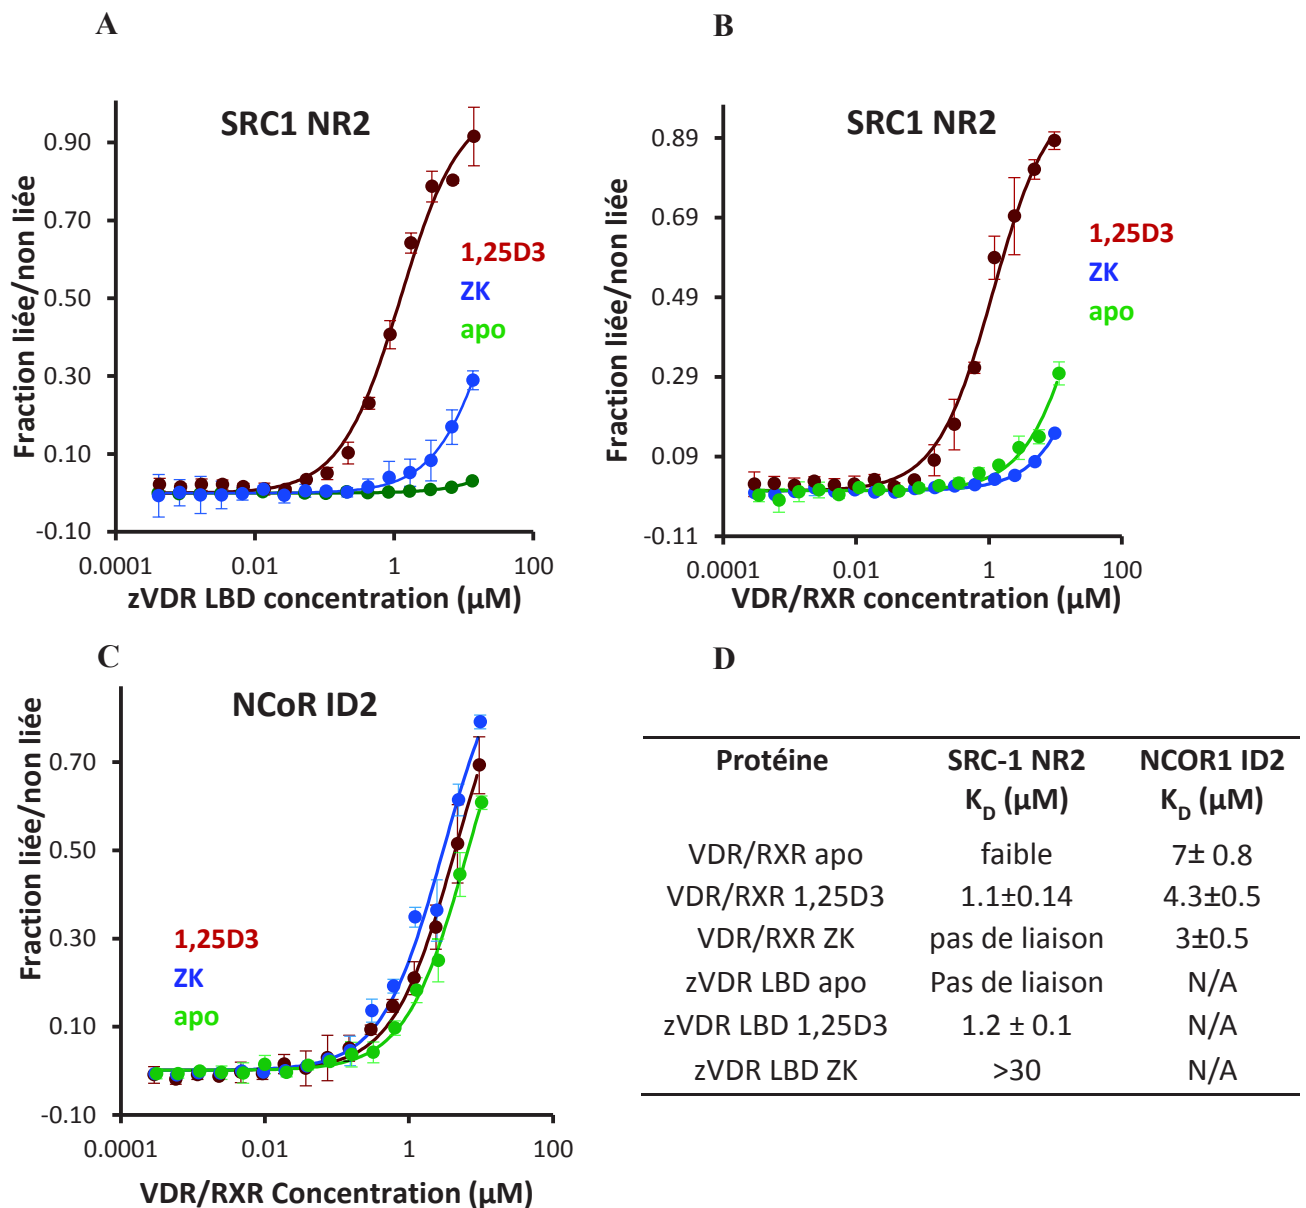 A
SRC1 NR2
Fraction liée/non liée
0.90
0.70
0.50
0.30
0.10
-0.10
1,25D3
ZK
apo
0.0001
0.01
1
100
zVDR LBD concentration (µM)
B
SRC1 NR2
Fraction liée/non liée
0.89
0.69
0.49
0.29
0.09
-0.11
1,25D3
ZK
apo
0.0001
0.01
1
100
VDR/RXR concentration (µM)
C
NCoR ID2
Fraction liée/non liée
0.70
0.50
0.30
0.10
-0.10
1,25D3
ZK
apo
0.0001
0.01
1
100
VDR/RXR Concentration (µM)
D
Protéine SRC-1 NR2 NCOR1 ID2
K_D (µM) K_D (µM)
VDR/RXR apo faible 7± 0.8
VDR/RXR 1,25D3 1.1±0.14 4.3±0.5
VDR/RXR ZK pas de liaison 3±0.5
zVDR LBD apo Pas de liaison N/A
zVDR LBD 1,25D3 1.2 ± 0.1 N/A
zVDR LBD ZK >30 N/A